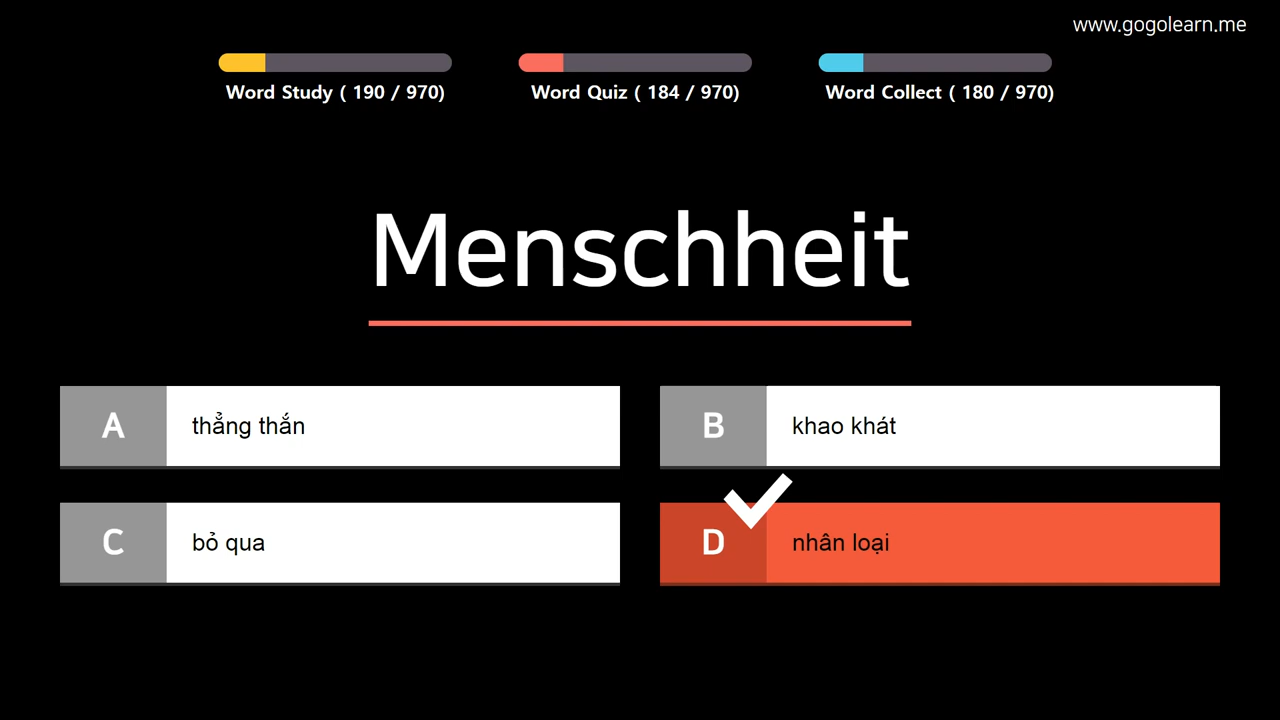 www.gogolearn.me
Word Study ( 190 / 970)
Word Quiz ( 184 / 970)
Word Collect ( 180 / 970)
Menschheit
A thẳng thắn
B khao khát
C bỏ qua
D nhân loại